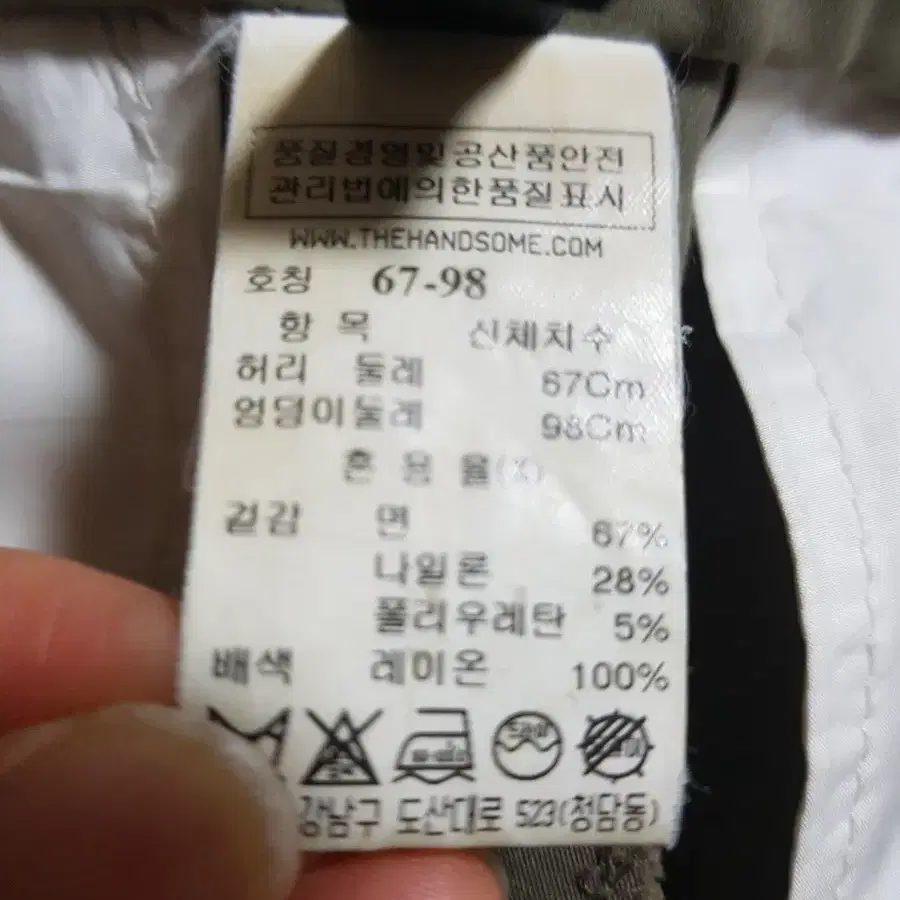 품질경영및공산품안전
관리법에의한품질표시
WWW.THEHANDSOME.COM
호칭 67-98
항 목 신체치수
허리 둘레 67Cm
엉덩이둘레 98Cm
혼 용 율(%)
겉감 면 67%
나일론 28%
폴리우레탄 5%
배색 레이온 100%
강남구 도산대로 523(청담동)